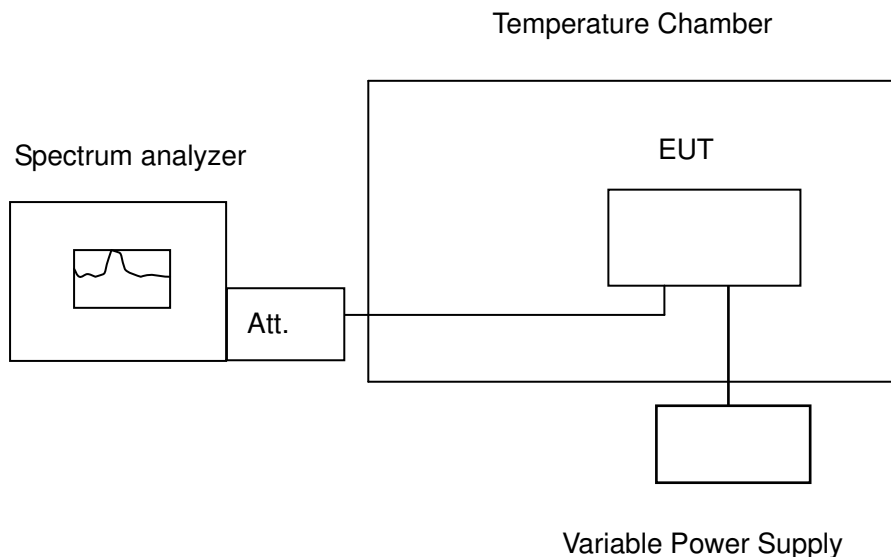 Temperature Chamber
Spectrum analyzer
EUT
Att.
Variable Power Supply